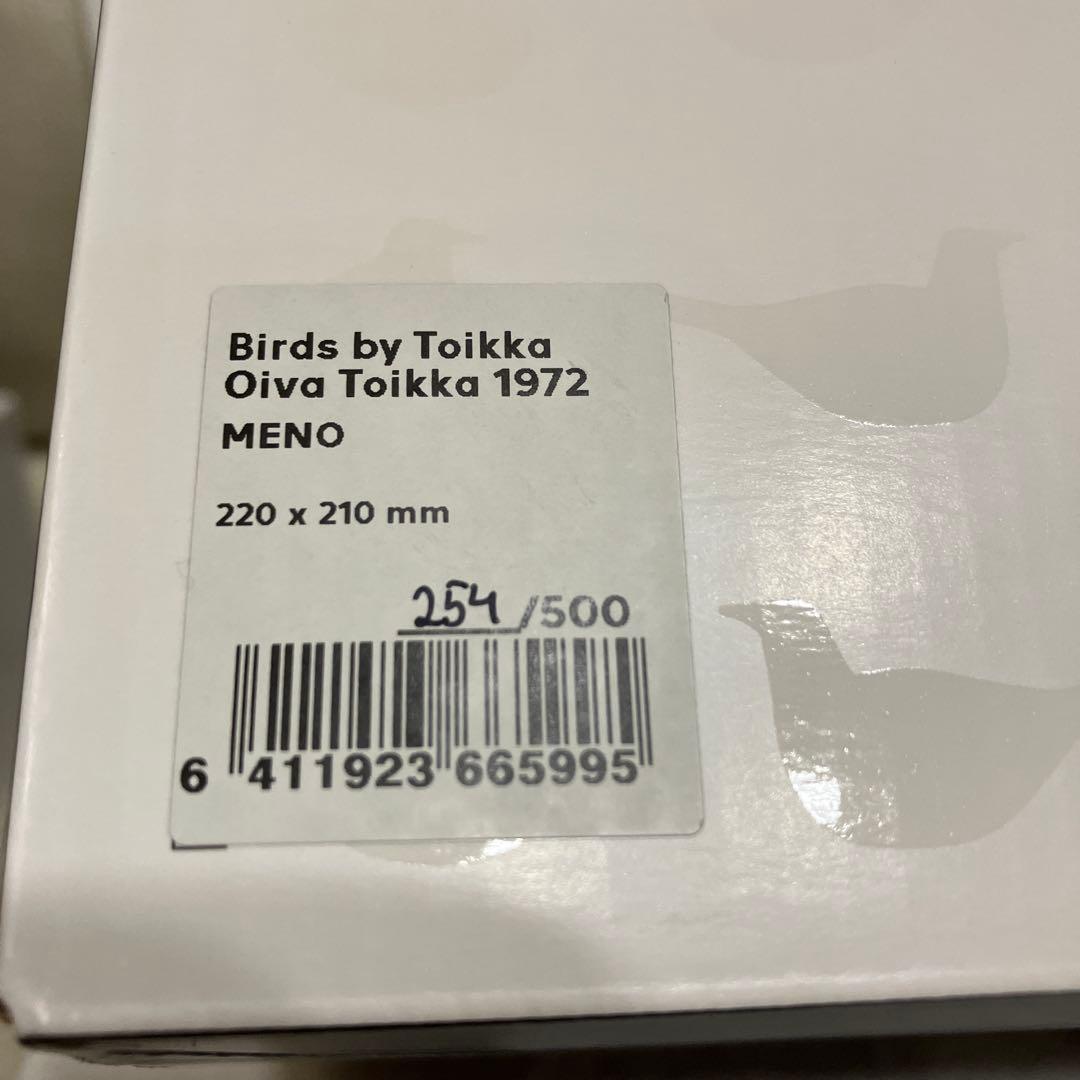 Birds by Toikka
Oiva Toikka 1972
MENO
220 x 210 mm
254 /500
6 411923 665995